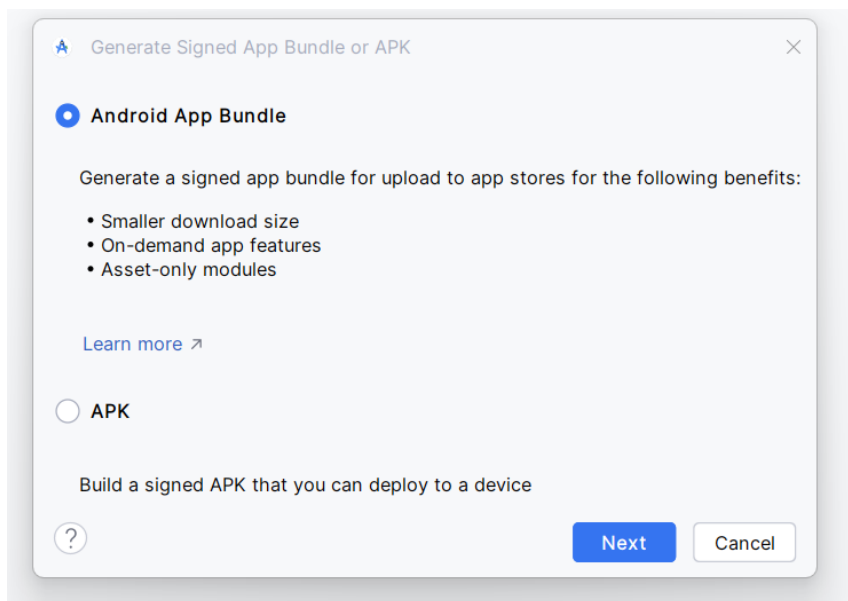 Generate Signed App Bundle or APK
Android App Bundle
Generate a signed app bundle for upload to app stores for the following benefits:
• Smaller download size
• On-demand app features
• Asset-only modules
Learn more ↗
APK
Build a signed APK that you can deploy to a device
? Next Cancel